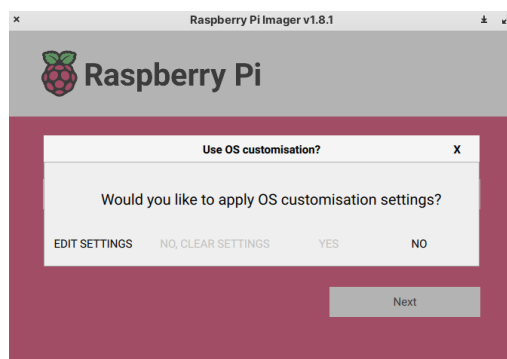 Raspberry Pi Imager v1.8.1
Raspberry Pi
Use OS customisation?
X
Would you like to apply OS customisation settings?
EDIT SETTINGS NO, CLEAR SETTINGS YES NO
Next